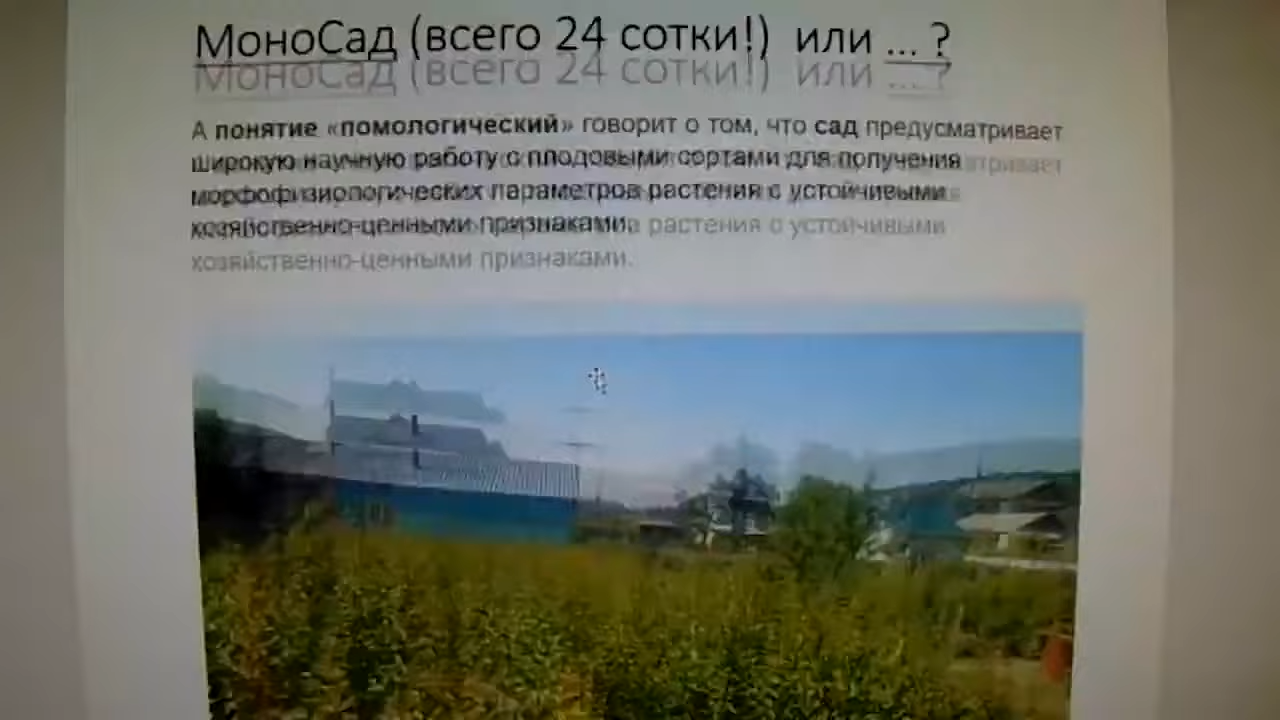 МоноСад (всего 24 сотки!) или ... ?
А понятие «помологический» говорит о том, что сад предусматривает
широкую научную работу с плодовыми сортами для получения
морфофизиологических параметров растения с устойчивыми
хозяйственно-ценными признаками.